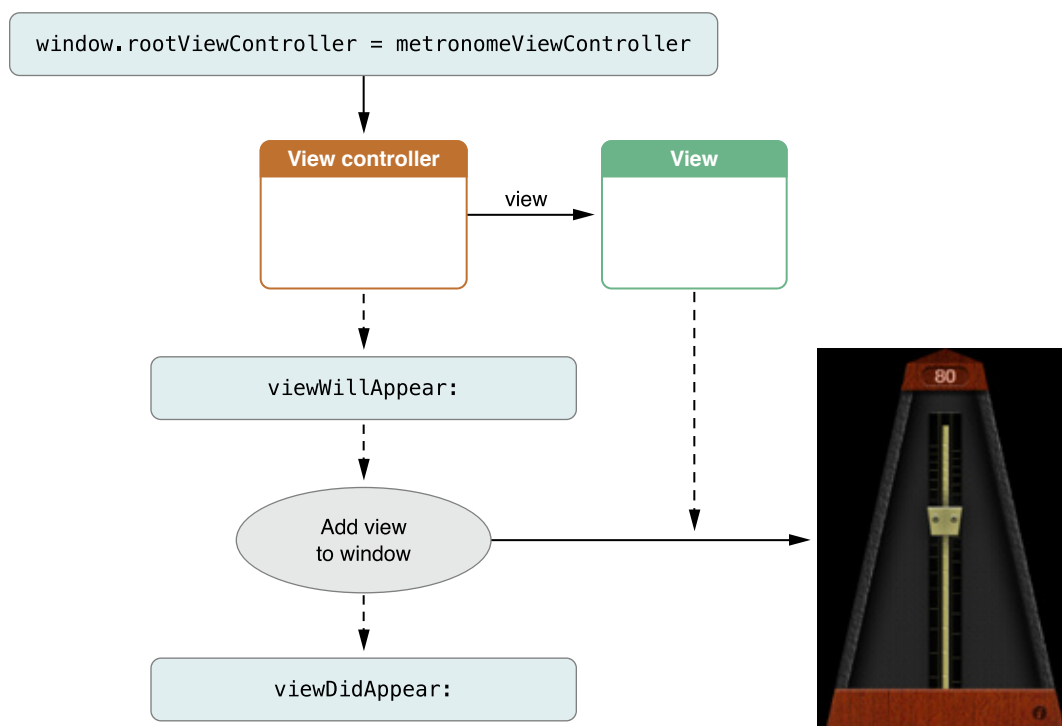 window.rootViewController = metronomeViewController
View controller
View
view
viewWillAppear:
80
Add view
to window
viewDidAppear:
i